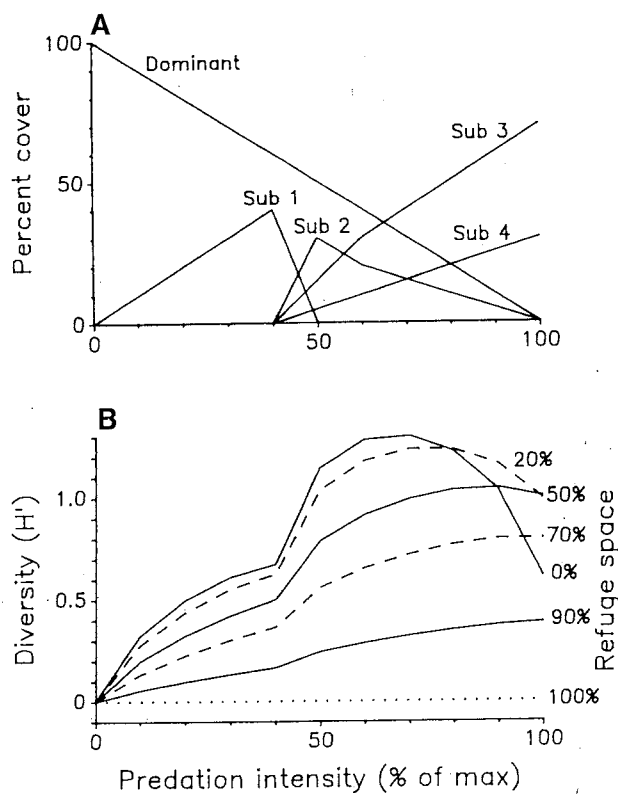 A
100
Dominant
Sub 3
50
Sub 1
Sub 2
Sub 4
0
0
50
100
Percent cover
B
20%
1.0
50%
70%
0.5
0%
90%
0
100%
0
50
100
Diversity (H')
Refuge space
Predation intensity (% of max)